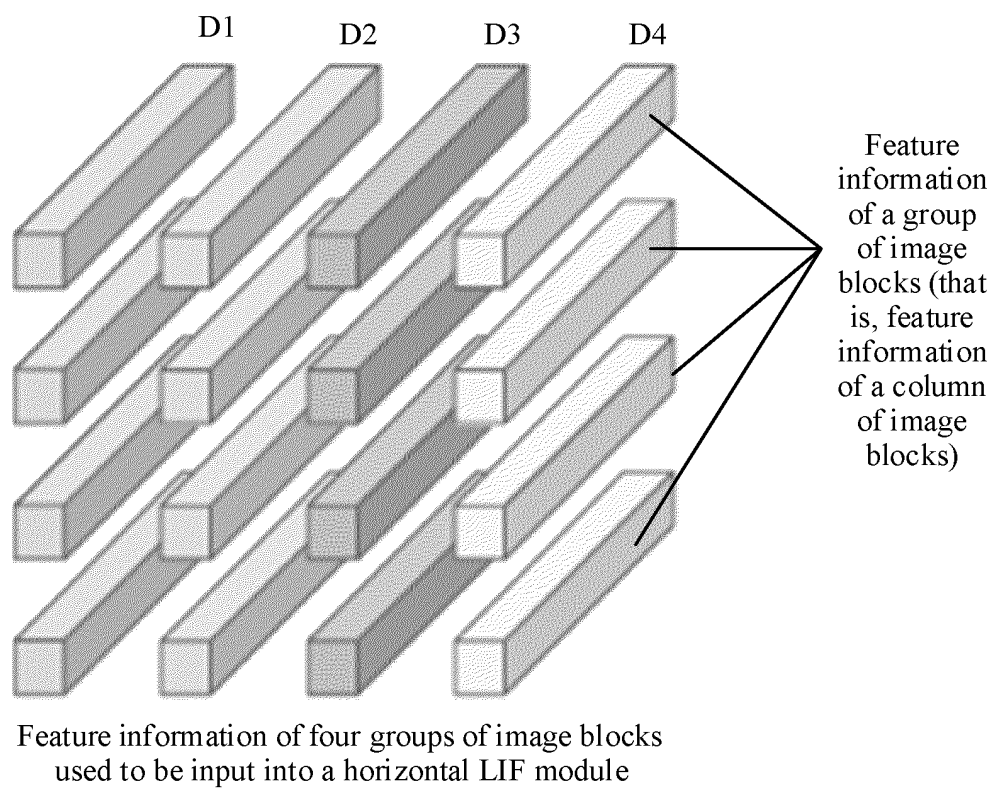 D1 D2 D3 D4
Feature
information
of a group
of image
blocks (that
is, feature
information
of a column
of image
blocks)
Feature information of four groups of image blocks
used to be input into a horizontal LIF module